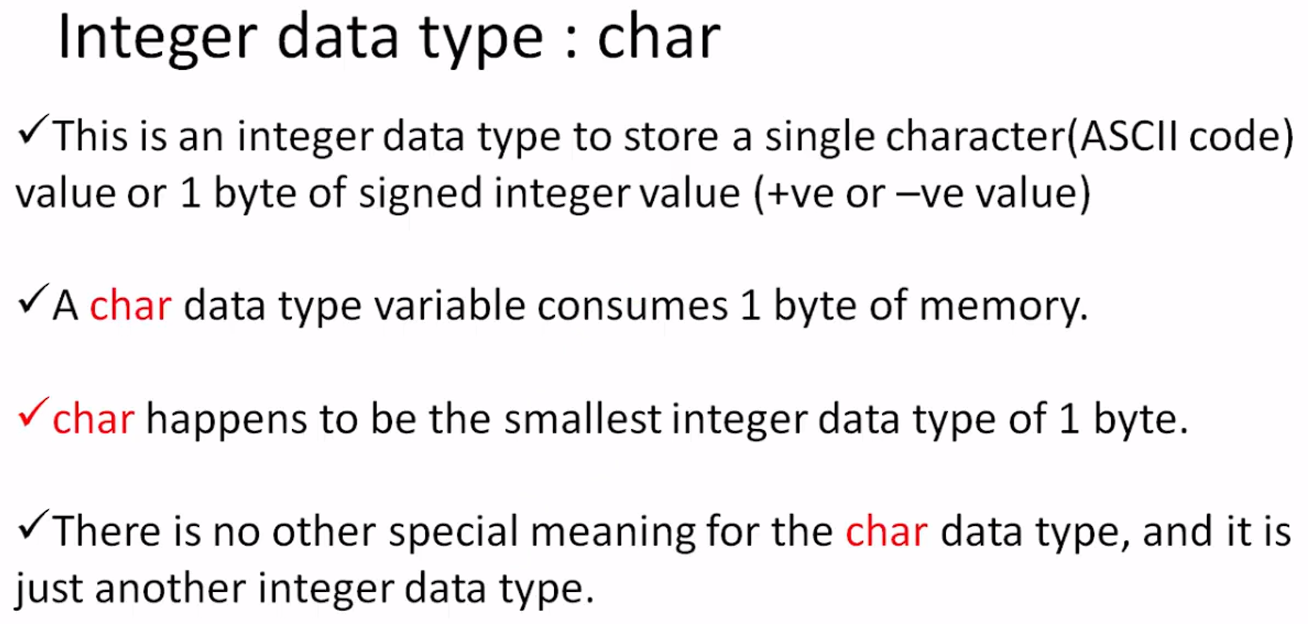 Integer data type : char
✓This is an integer data type to store a single character(ASCII code)
value or 1 byte of signed integer value (+ve or –ve value)
✓A char data type variable consumes 1 byte of memory.
✓char happens to be the smallest integer data type of 1 byte.
✓There is no other special meaning for the char data type, and it is
just another integer data type.